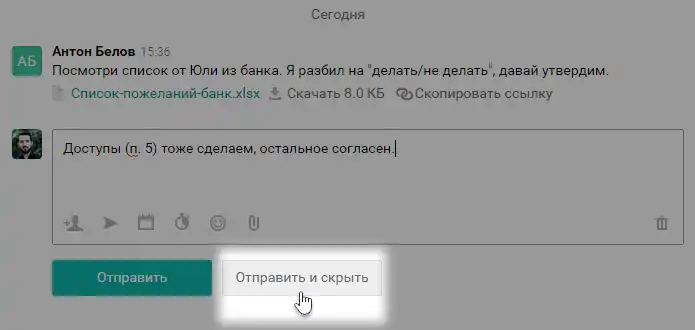 Сегодня
АБ
Антон Белов 15:36
Посмотри список от Юли из банка. Я разбил на "делать/не делать", давай утвердим.
Список-пожеланий-банк.xlsx Скачать 8.0 КБ Скопировать ссылку
Доступы (п. 5) тоже сделаем, остальное согласен.
Отправить Отправить и скрыть